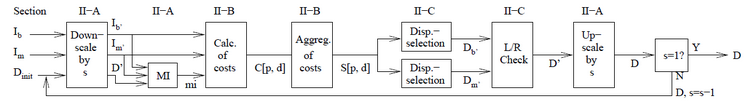 Section II−A II−A II−B II−B II−C II−C II−A
I_b Down− scale by s I_b' Calc. of costs Aggreg. of costs Disp.− selection D_b' L/R Check Up− scale by s s=1? Y D
I_m I_m' C[p, d] S[p, d] D' D N
D_init D' MI mi Disp.− selection D_m' D, s=s−1